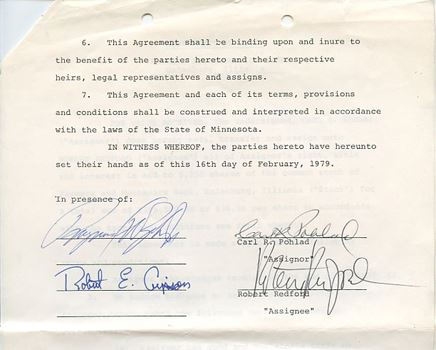 6. This Agreement shall be binding upon and inure to
the benefit of the parties hereto and their respective
heirs, legal representatives and assigns.
7. This Agreement and each of its terms, provisions
and conditions shall be construed and interpreted in accordance
with the laws of the State of Minnesota.
IN WITNESS WHEREOF, the parties hereto have hereunto
set their hands as of this 16th day of February, 1979.
In presence of:
Carl R. Pohlad
Carl R. Pohlad
"Assignor"
Robert E.
Robert Redford
"Assignee"